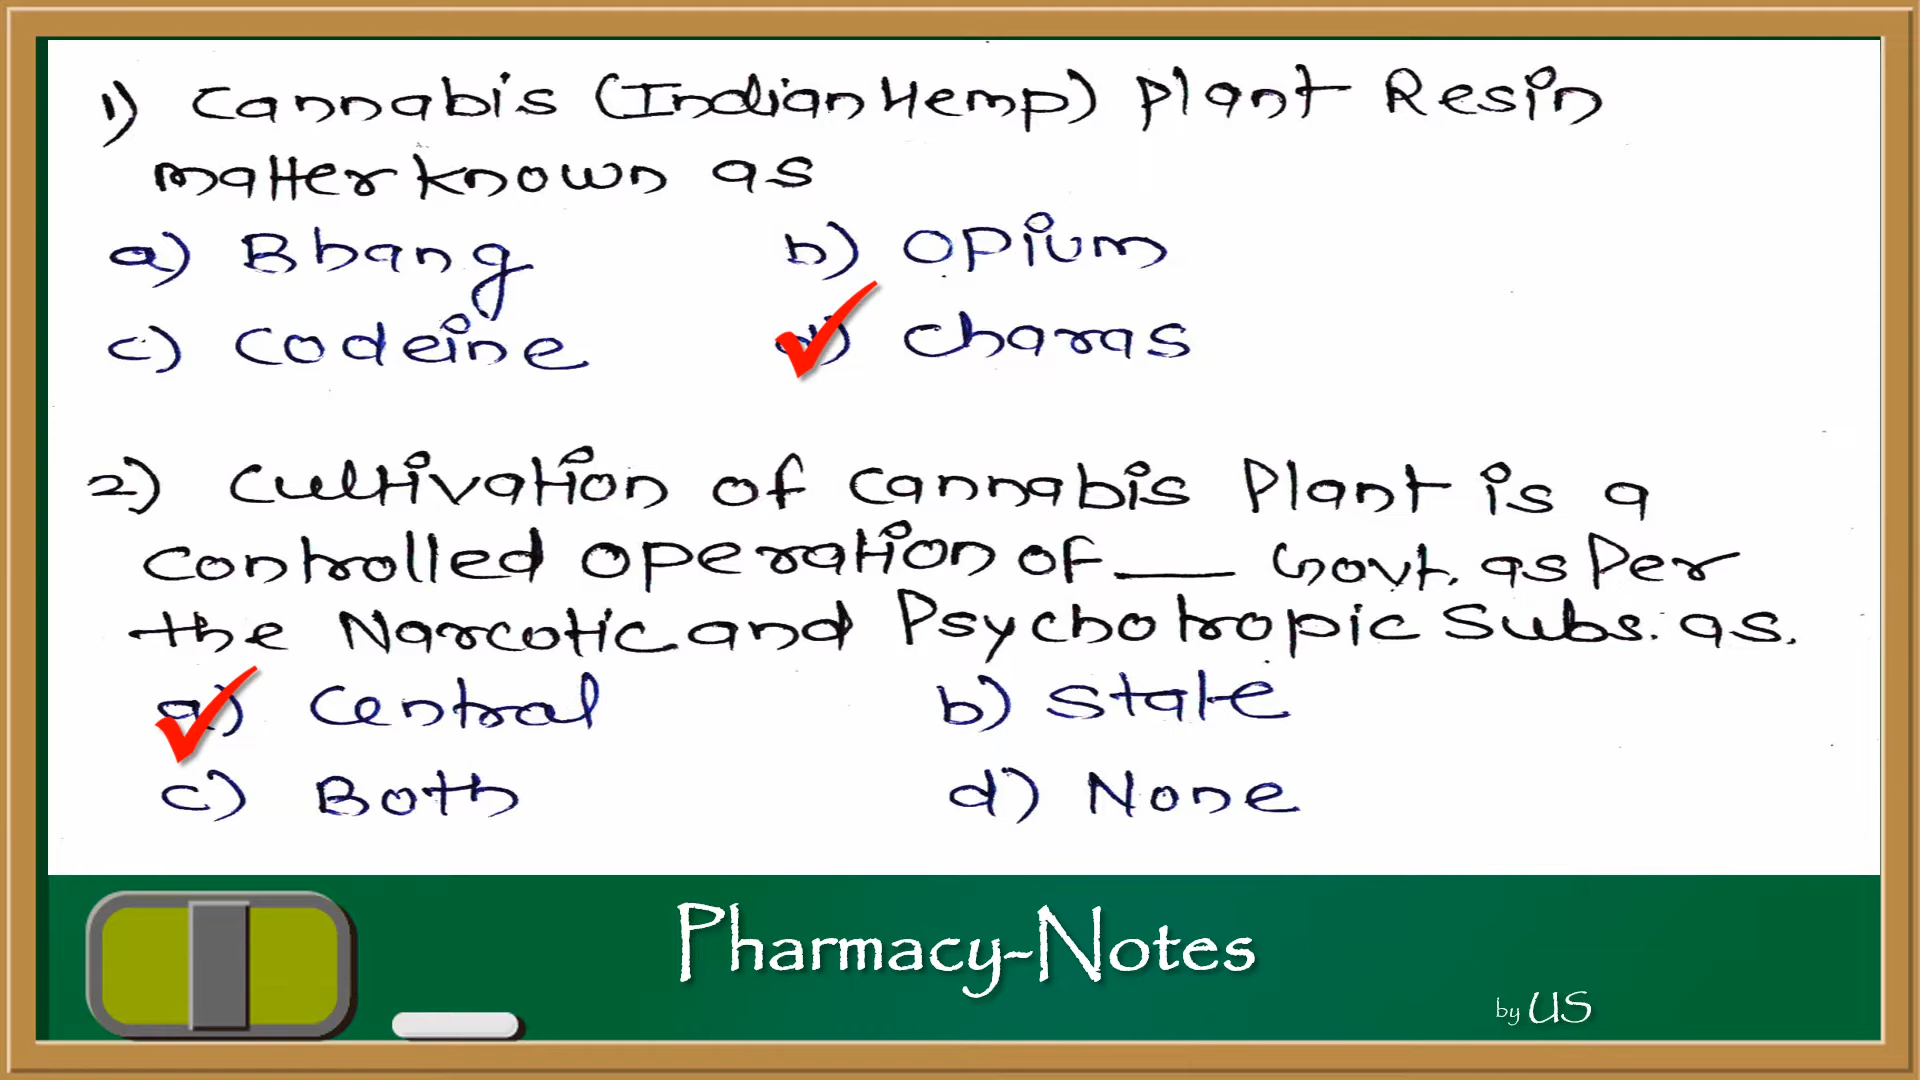 1) Cannabis (Indian Hemp) Plant Resin
matter known as
a) Bhang b) Opium
c) Codeine d) Charas
2) Cultivation of Cannabis Plant is a
controlled operation of ___ Govt. as Per
the Narcotic and Psychotropic Subs. as.
a) Central b) State
c) Both d) None
Pharmacy-Notes
by US